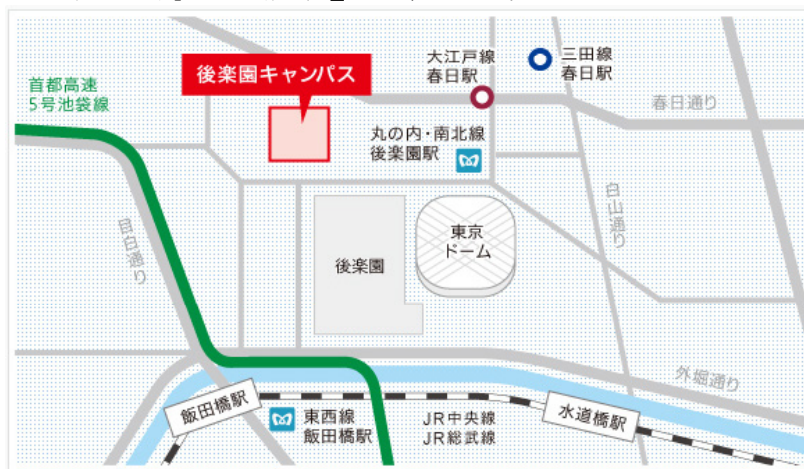 首都高速
5号池袋線
後楽園キャンパス
大江戸線
春日駅
三田線
春日駅
春日通り
丸の内・南北線
後楽園駅
白山通り
目白通り
後楽園
東京
ドーム
外堀通り
飯田橋駅
東西線
飯田橋駅
JR中央線
JR総武線
水道橋駅